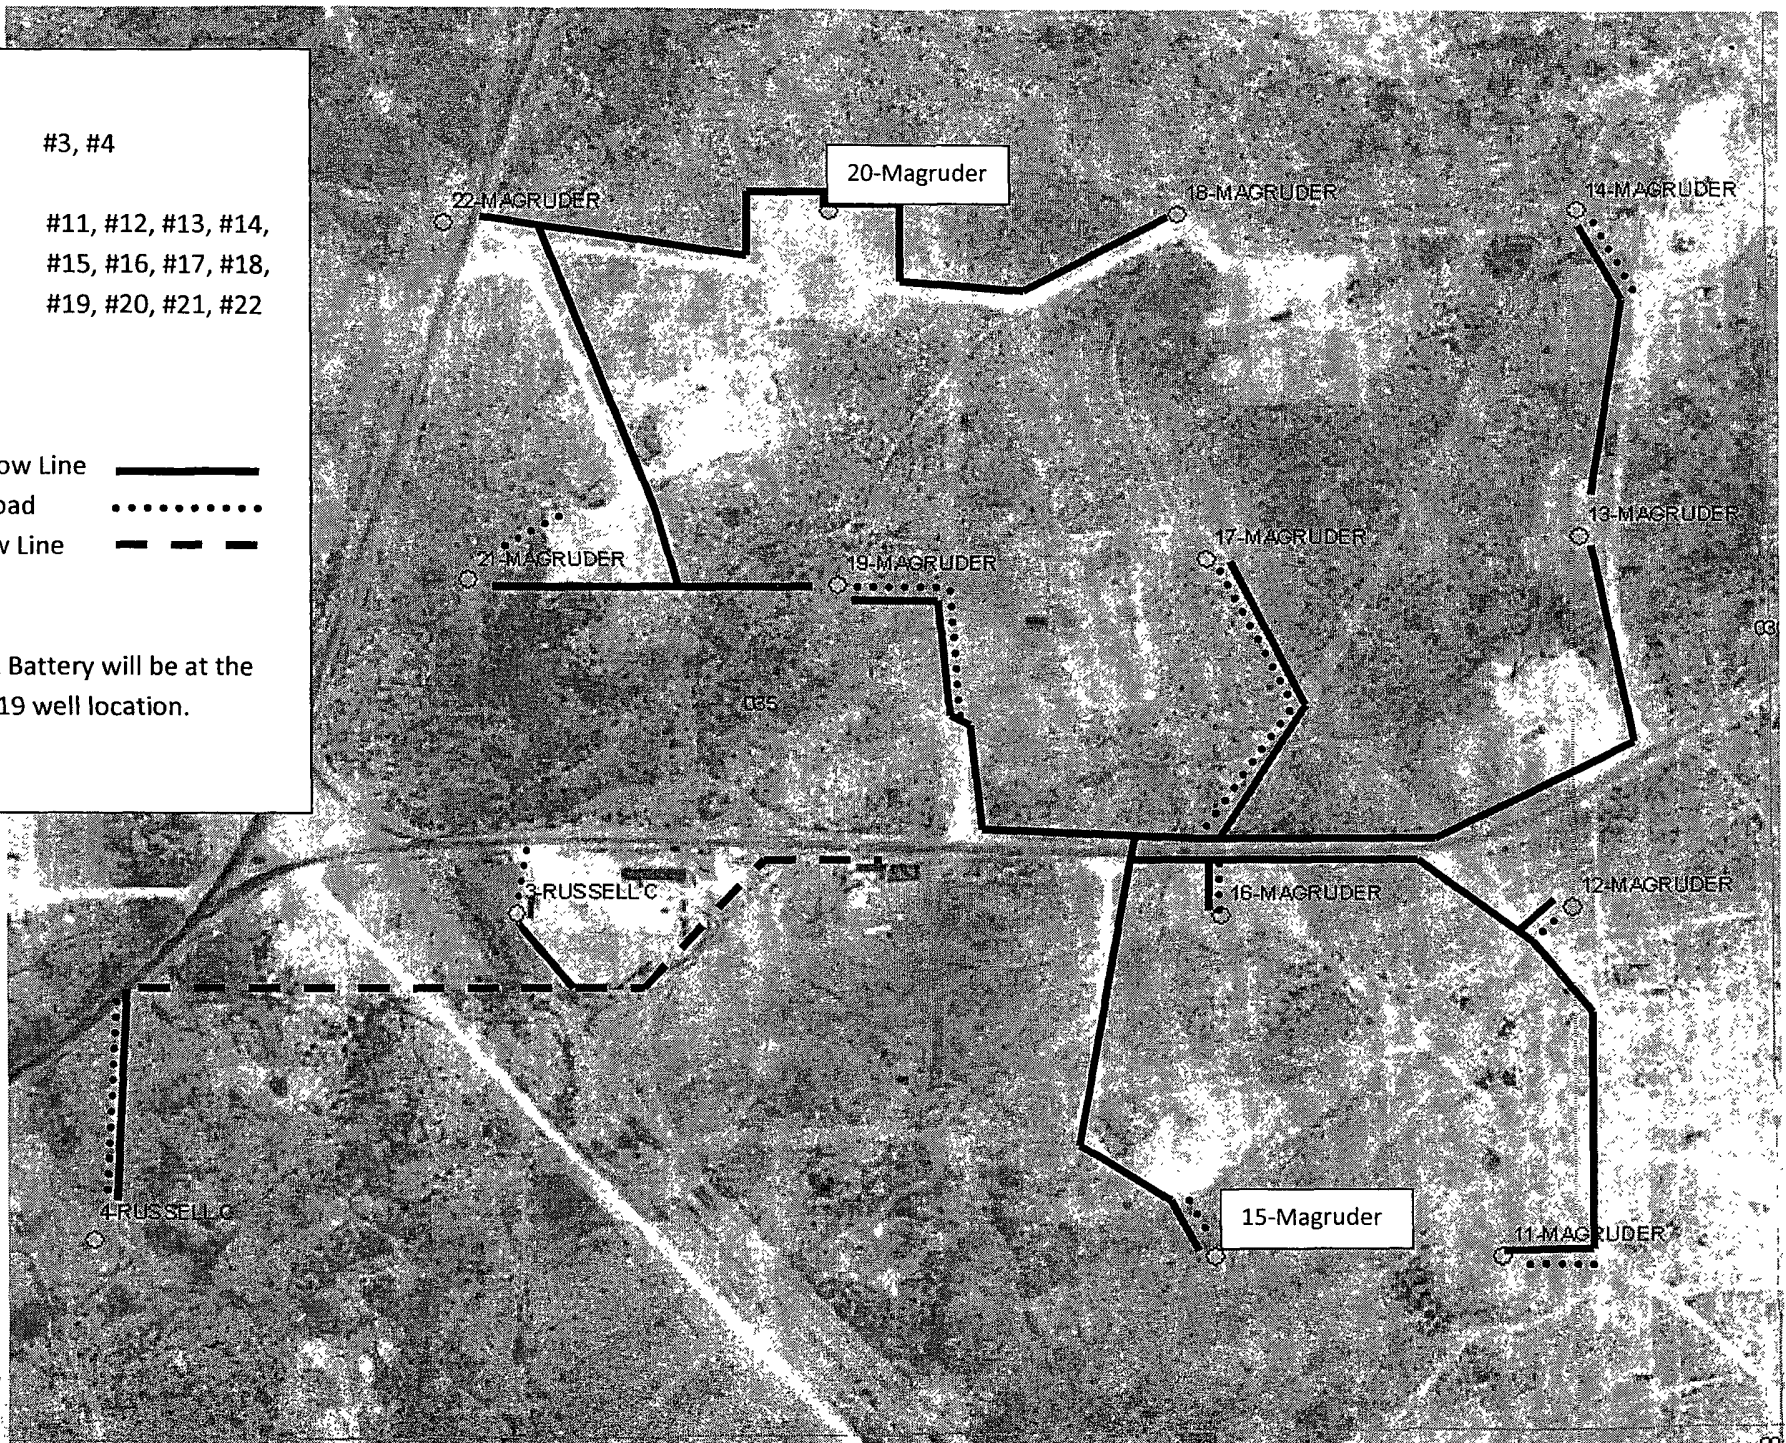 #3, #4
#11, #12, #13, #14,
#15, #16, #17, #18,
#19, #20, #21, #22
ow Line
oad
w Line
Battery will be at the
19 well location.
20-Magruder
22-MAGRUDER
18-MAGRUDER
14-MAGRUDER
13-MAGRUDER
17-MAGRUDER
21-MAGRUDER
19-MAGRUDER
03
035
3-RUSSELL C
16-MAGRUDER
12-MAGRUDER
4-RUSSELL C
15-Magruder
11-MAGRUDER